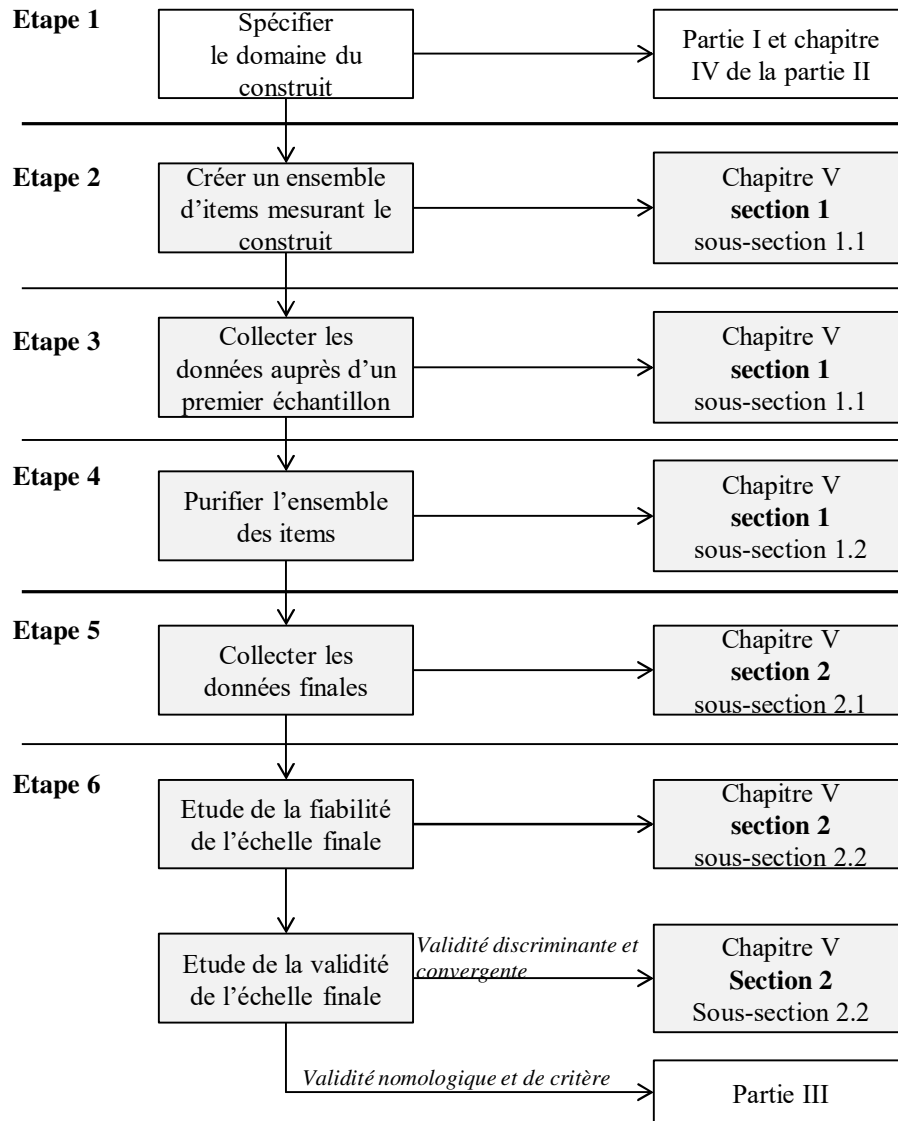 Etape 1
Spécifier
le domaine du
construit
Partie I et chapitre
IV de la partie II
Etape 2
Créer un ensemble
d’items mesurant le
construit
Chapitre V
section 1
sous-section 1.1
Etape 3
Collecter les
données auprès d’un
premier échantillon
Chapitre V
section 1
sous-section 1.1
Etape 4
Purifier l’ensemble
des items
Chapitre V
section 1
sous-section 1.2
Etape 5
Collecter les
données finales
Chapitre V
section 2
sous-section 2.1
Etape 6
Etude de la fiabilité
de l’échelle finale
Chapitre V
section 2
sous-section 2.2
Etude de la validité
de l’échelle finale
Validité discriminante et
convergente
Chapitre V
Section 2
Sous-section 2.2
Validité nomologique et de critère
Partie III